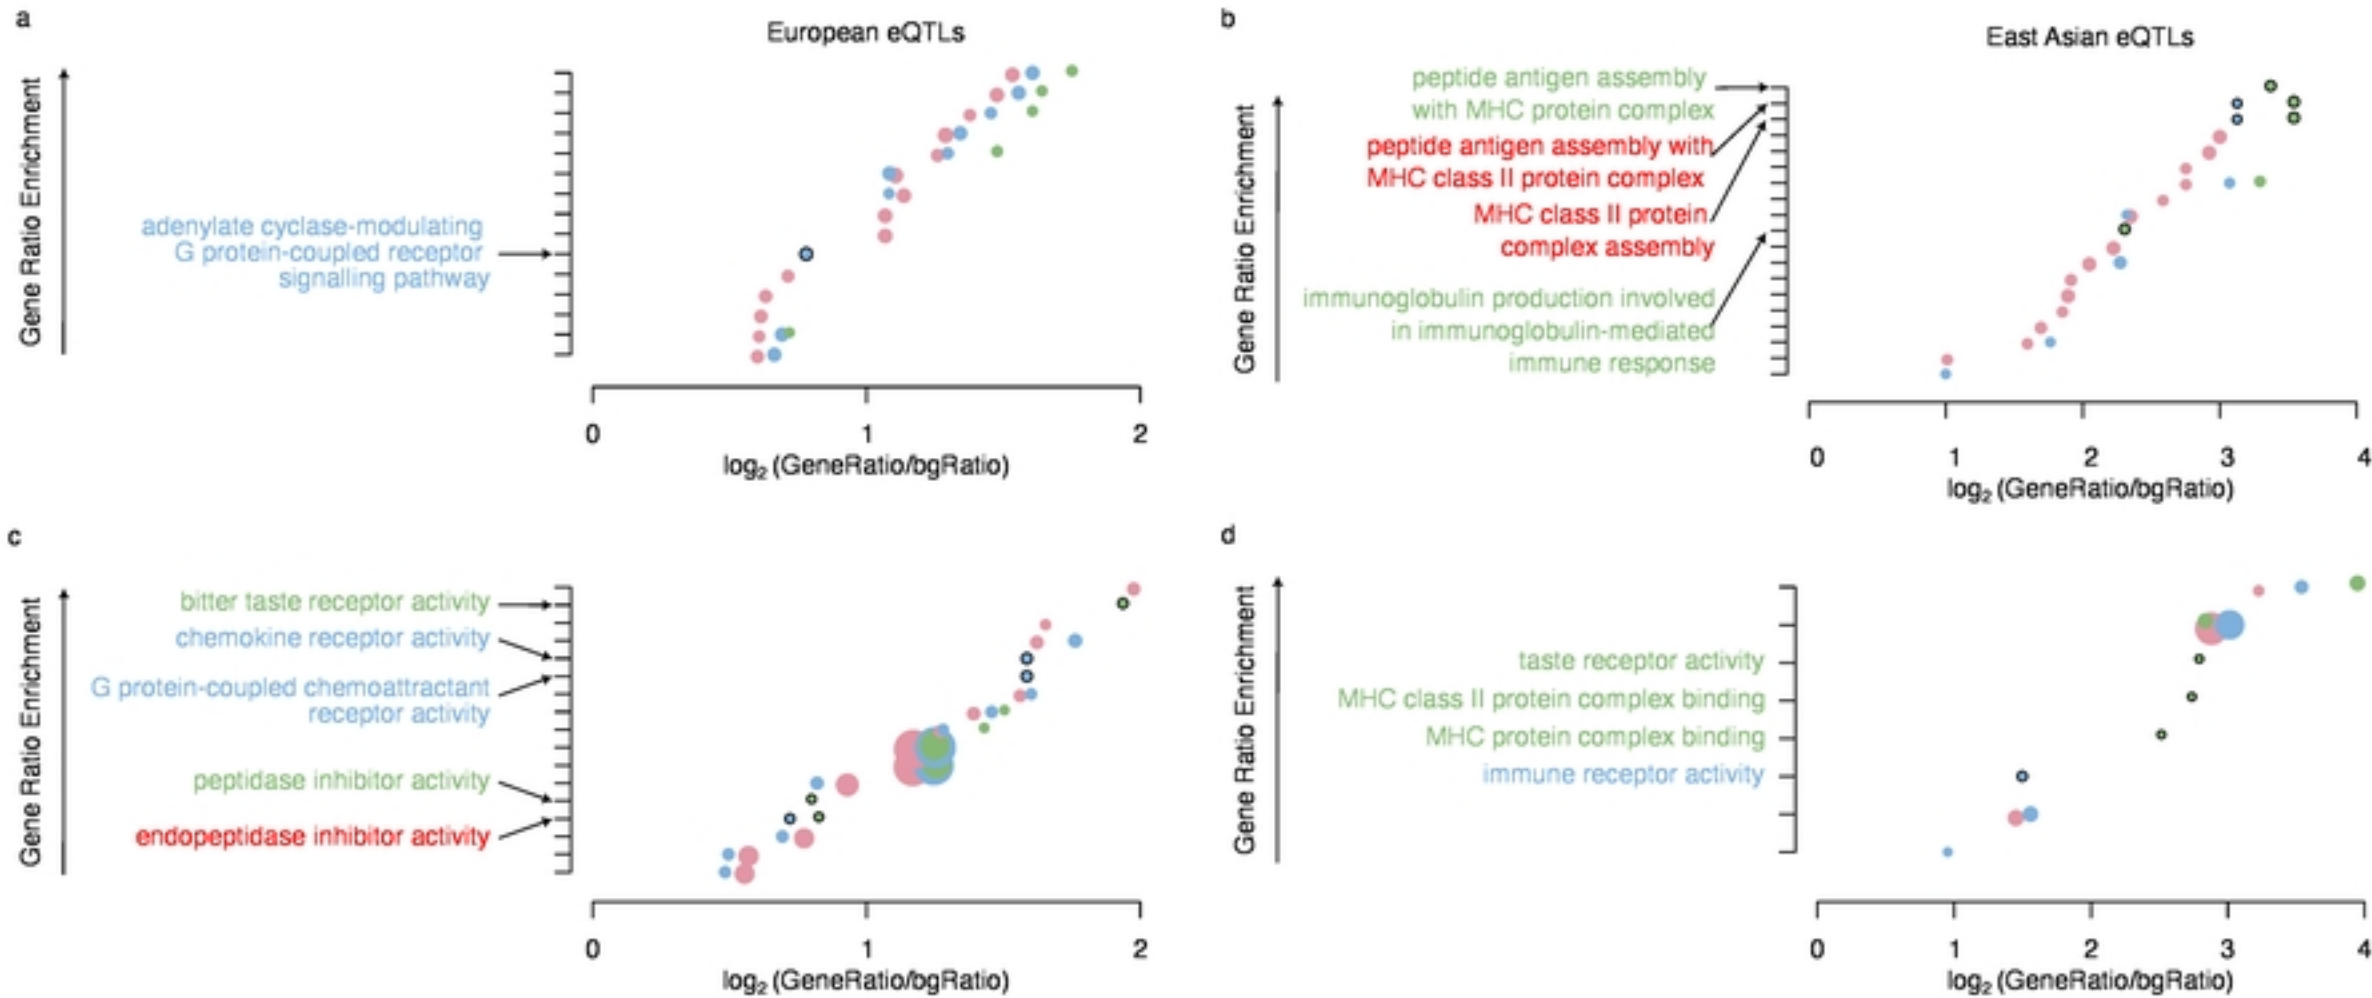 a
European eQTLs
Gene Ratio Enrichment
adenylate cyclase-modulating
G protein-coupled receptor
signalling pathway
0 1 2
log₂ (GeneRatio/bgRatio)
b
East Asian eQTLs
Gene Ratio Enrichment
peptide antigen assembly
with MHC protein complex
peptide antigen assembly with
MHC class II protein complex
MHC class II protein
complex assembly
immunoglobulin production involved
in immunoglobulin-mediated
immune response
0 1 2 3 4
log₂ (GeneRatio/bgRatio)
c
Gene Ratio Enrichment
bitter taste receptor activity
chemokine receptor activity
G protein-coupled chemoattractant
receptor activity
peptidase inhibitor activity
endopeptidase inhibitor activity
0 1 2
log₂ (GeneRatio/bgRatio)
d
Gene Ratio Enrichment
taste receptor activity
MHC class II protein complex binding
MHC protein complex binding
immune receptor activity
0 1 2 3 4
log₂ (GeneRatio/bgRatio)